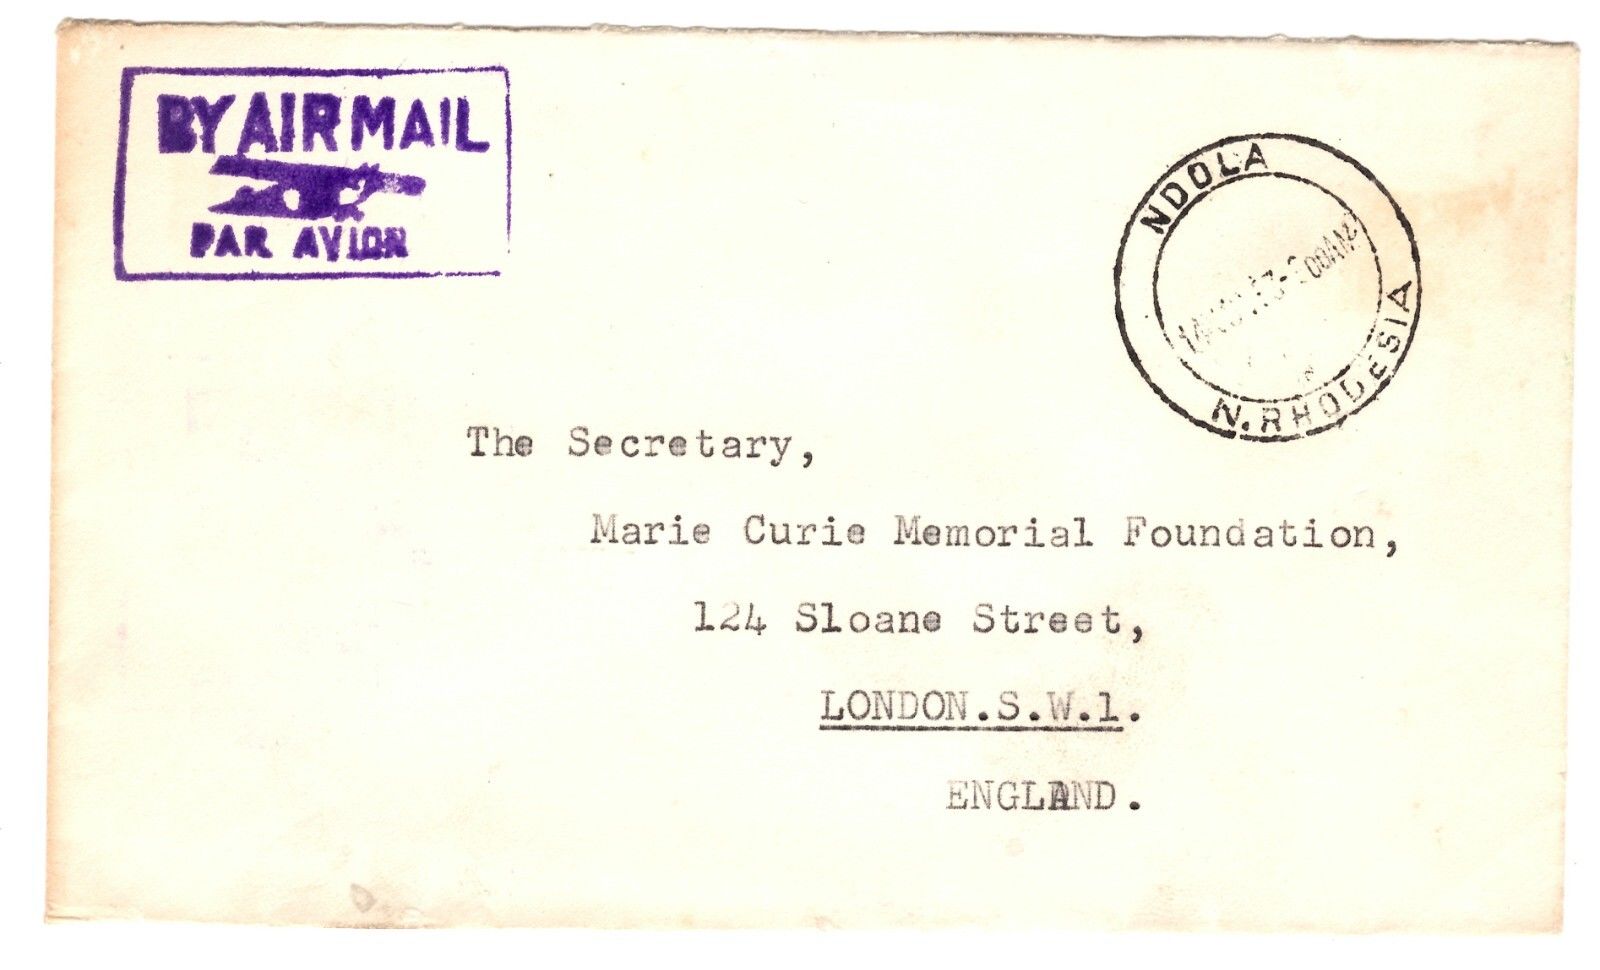 BY AIR MAIL
PAR AVION
NDOLA
N. RHODESIA
The Secretary,
Marie Curie Memorial Foundation,
124 Sloane Street,
LONDON.S.W.1.
ENGLAND.